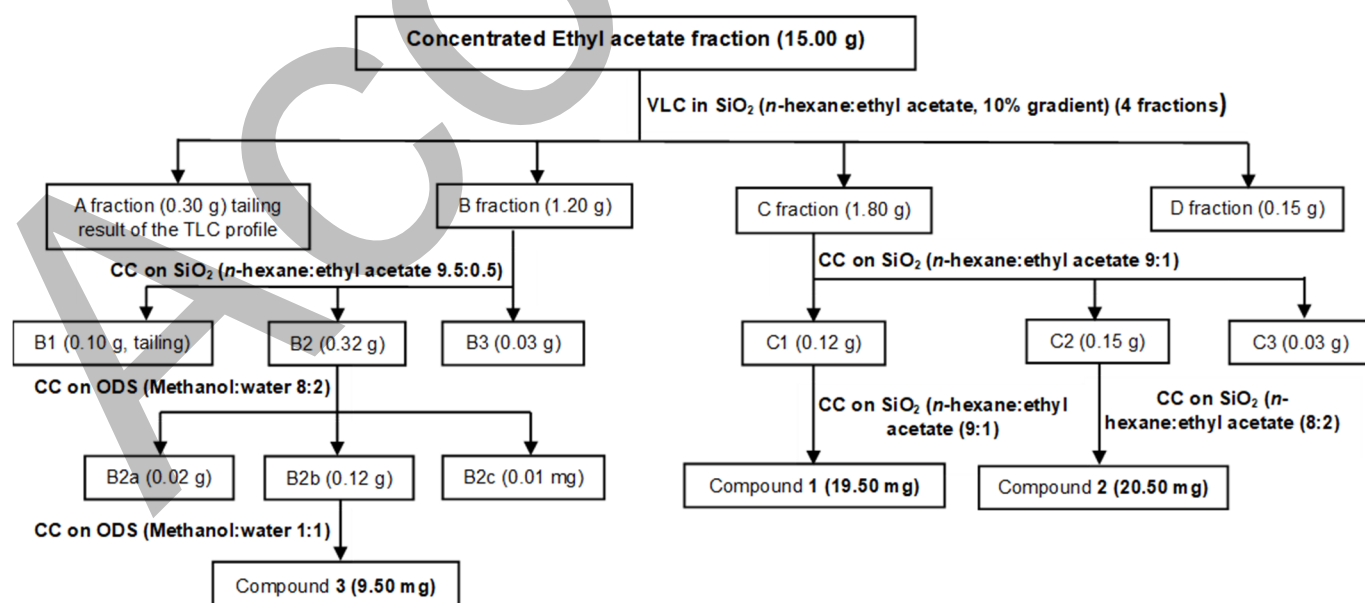 Concentrated Ethyl acetate fraction (15.00 g)
VLC in SiO₂ (n-hexane:ethyl acetate, 10% gradient) (4 fractions)
A fraction (0.30 g) tailing
result of the TLC profile
B fraction (1.20 g)
C fraction (1.80 g)
D fraction (0.15 g)
CC on SiO₂ (n-hexane:ethyl acetate 9.5:0.5)
CC on SiO₂ (n-hexane:ethyl acetate 9:1)
B1 (0.10 g, tailing)
B2 (0.32 g)
B3 (0.03 g)
C1 (0.12 g)
C2 (0.15 g)
C3 (0.03 g)
CC on ODS (Methanol:water 8:2)
CC on SiO₂ (n-hexane:ethyl
acetate (9:1)
CC on SiO₂ (n-
hexane:ethyl acetate (8:2)
B2a (0.02 g)
B2b (0.12 g)
B2c (0.01 mg)
Compound 1 (19.50 mg)
Compound 2 (20.50 mg)
CC on ODS (Methanol:water 1:1)
Compound 3 (9.50 mg)